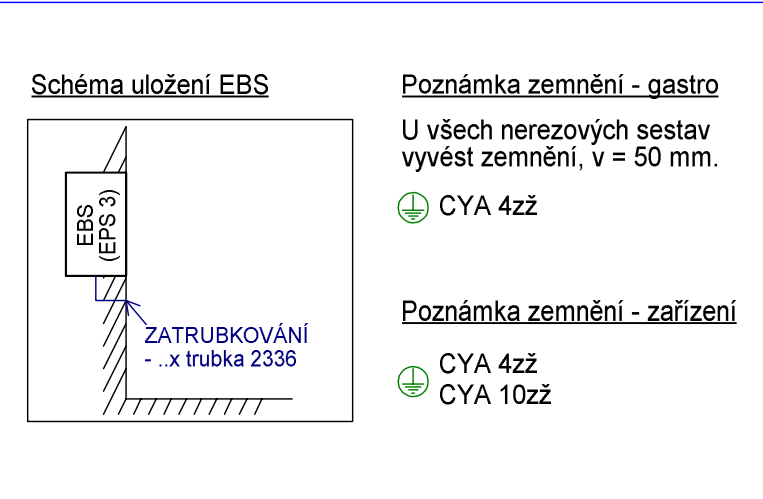 Schéma uložení EBS
EBS
(EPS 3)
ZATRUBKOVÁNÍ
- ..x trubka 2336
Poznámka zemnění - gastro
U všech nerezových sestav
vyvést zemnění, v = 50 mm.
CYA 4zž
Poznámka zemnění - zařízení
CYA 4zž
CYA 10zž